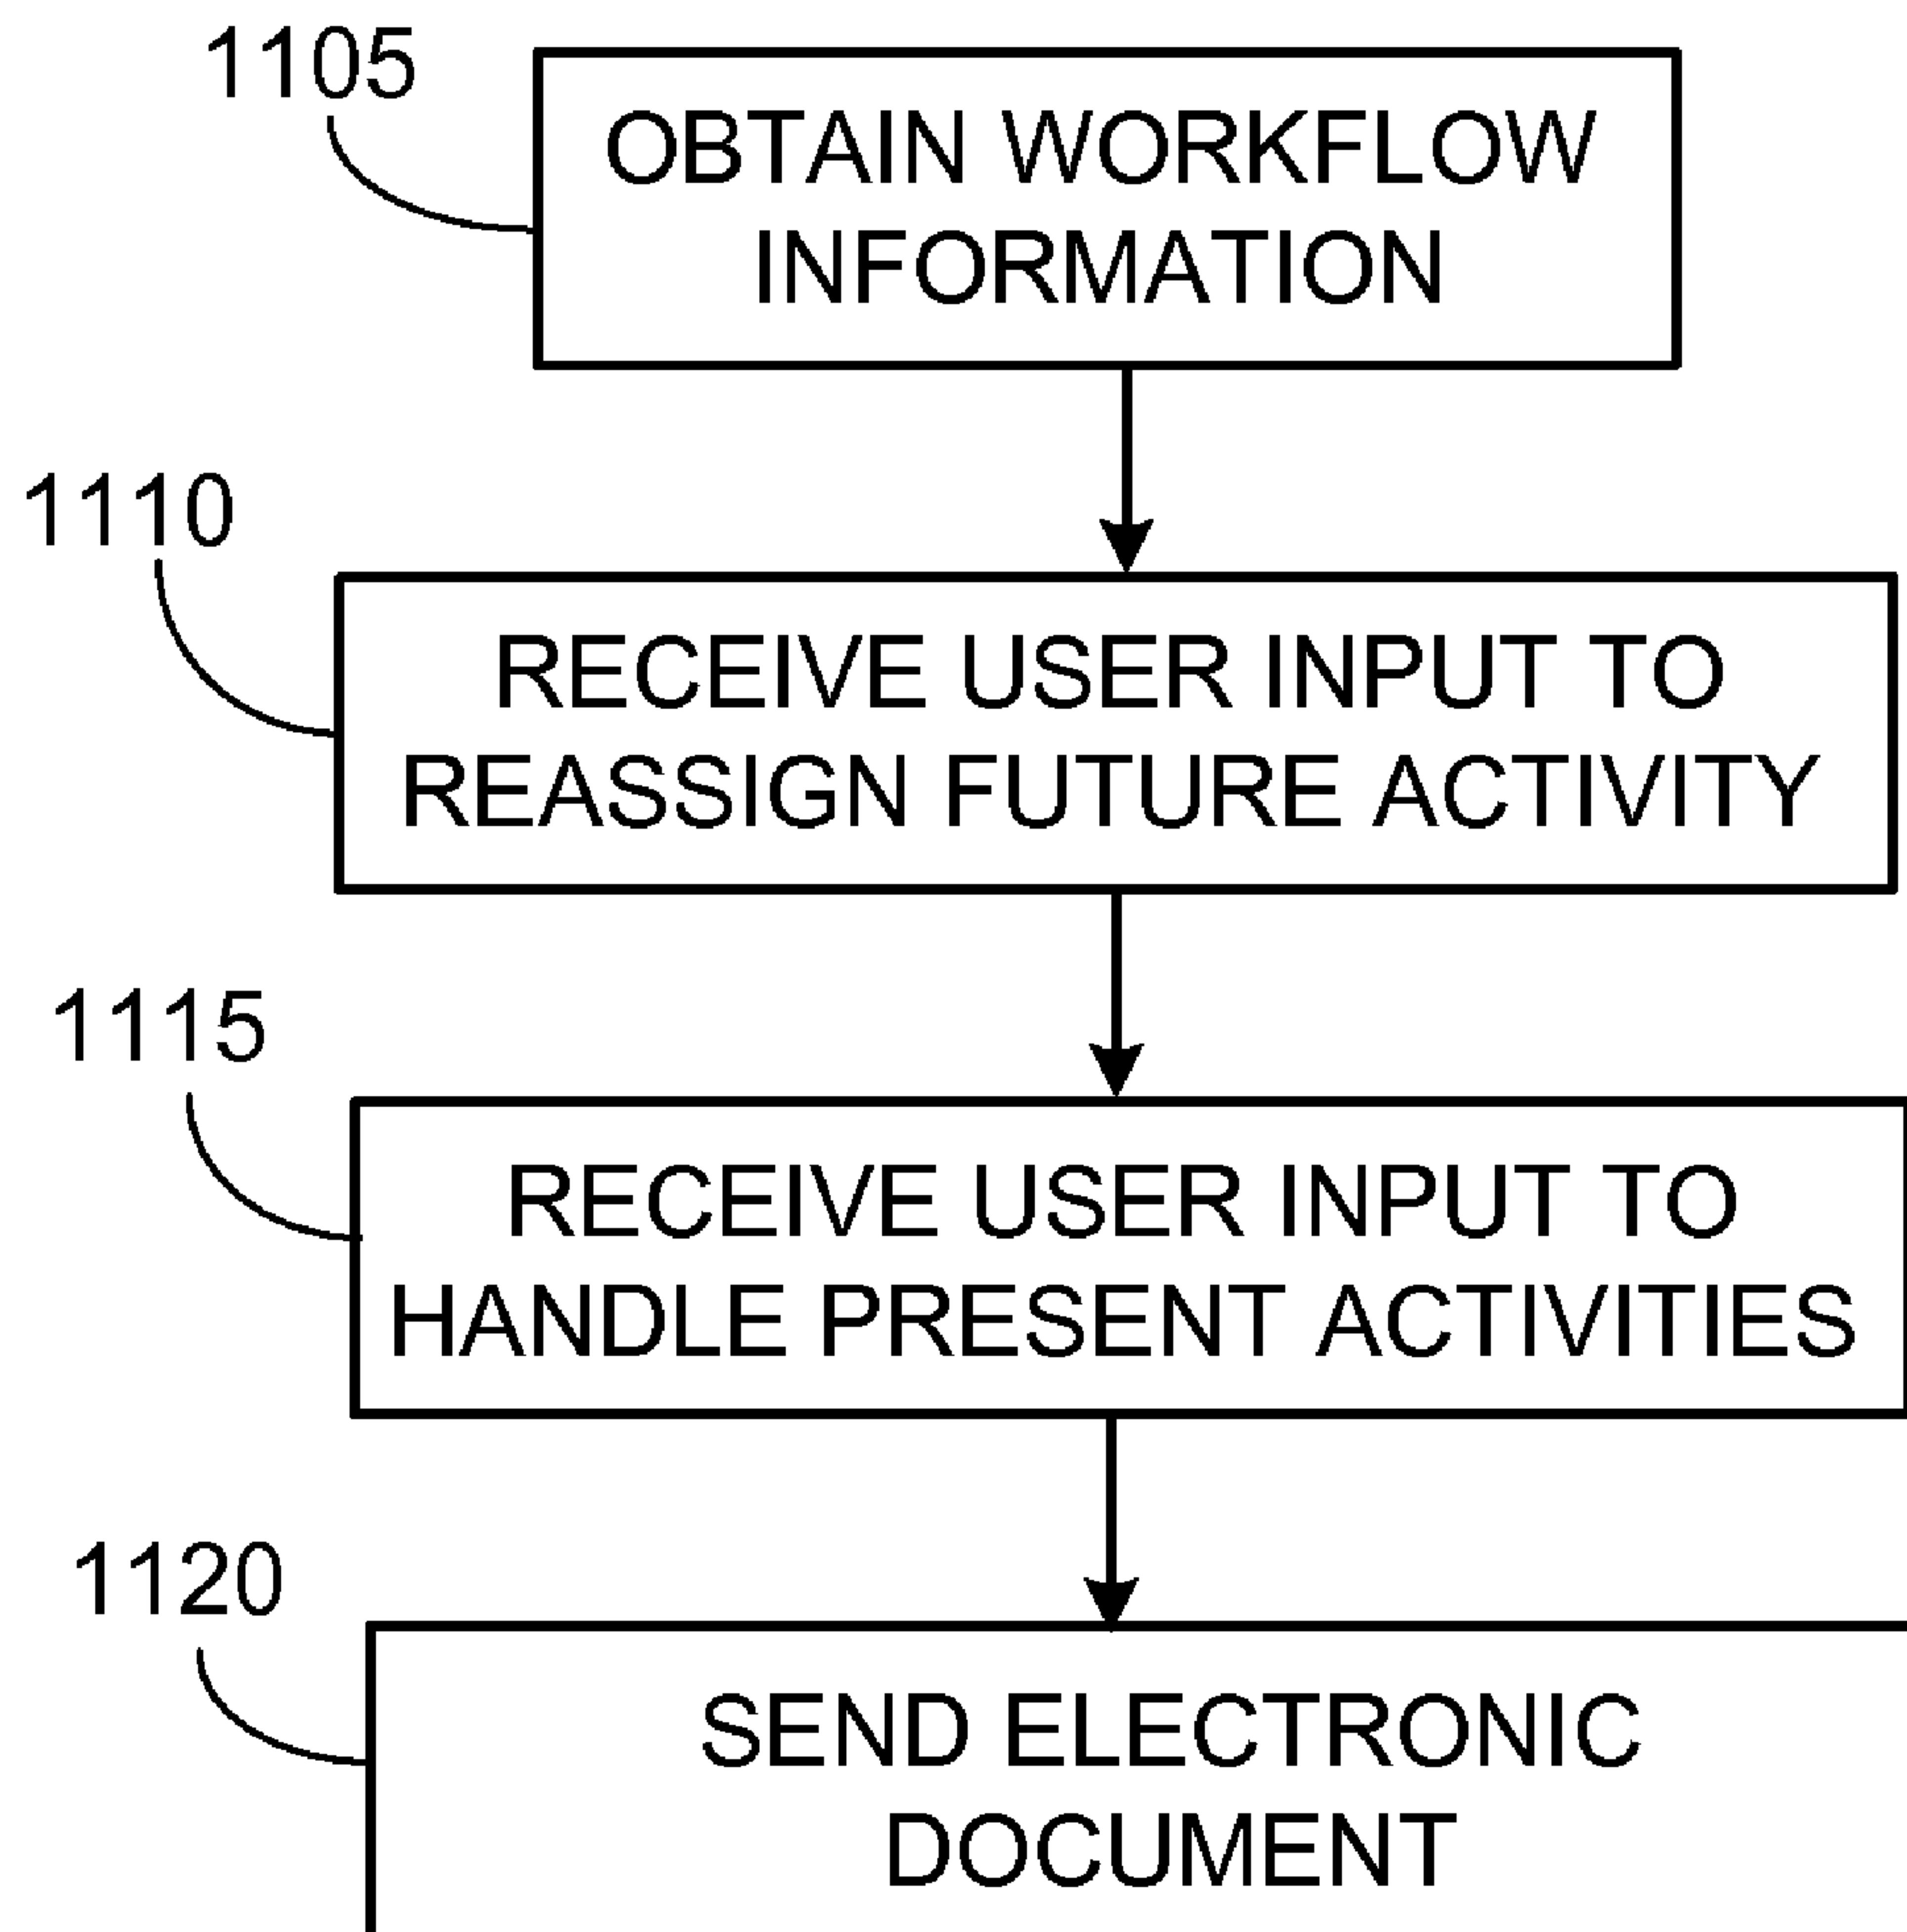 1105
OBTAIN WORKFLOW
INFORMATION
1110
RECEIVE USER INPUT TO
REASSIGN FUTURE ACTIVITY
1115
RECEIVE USER INPUT TO
HANDLE PRESENT ACTIVITIES
1120
SEND ELECTRONIC
DOCUMENT